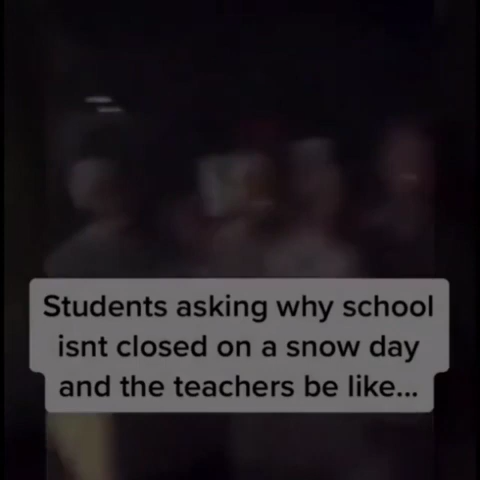 Students asking why school
isnt closed on a snow day
and the teachers be like...